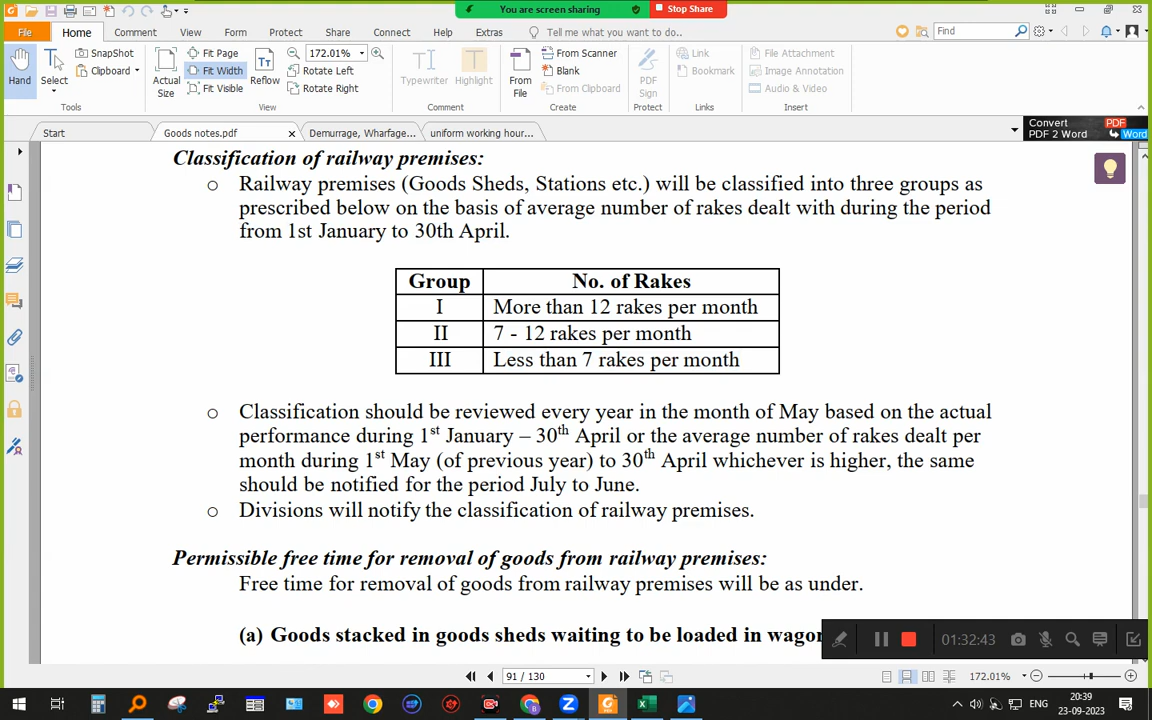 You are screen sharing
Stop Share
File
Home
Comment
View
Form
Protect
Share
Connect
Help
Extras
Tell me what you want to do..
Find
Hand
Select
SnapShot
Clipboard
Tools
Actual Size
Fit Page
Fit Width
Fit Visible
Reflow
172.01%
Rotate Left
Rotate Right
View
Typewriter
Highlight
Comment
From File
From Scanner
Blank
From Clipboard
Create
PDF Sign
Protect
Link
Bookmark
Links
File Attachment
Image Annotation
Audio & Video
Insert
Start
Goods notes.pdf
Demurrage, Wharfage...
uniform working hour...
Convert PDF
PDF 2 Word Word
Classification of railway premises:
o Railway premises (Goods Sheds, Stations etc.) will be classified into three groups as
prescribed below on the basis of average number of rakes dealt with during the period
from 1st January to 30th April.
Group No. of Rakes
I More than 12 rakes per month
II 7 - 12 rakes per month
III Less than 7 rakes per month
o Classification should be reviewed every year in the month of May based on the actual
performance during 1st January – 30th April or the average number of rakes dealt per
month during 1st May (of previous year) to 30th April whichever is higher, the same
should be notified for the period July to June.
o Divisions will notify the classification of railway premises.
Permissible free time for removal of goods from railway premises:
Free time for removal of goods from railway premises will be as under.
(a) Goods stacked in goods sheds waiting to be loaded in wagon
01:32:43
91 / 130
172.01%
ENG
20:39
23-09-2023